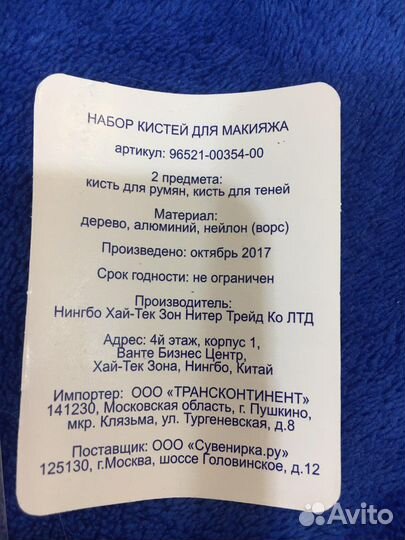 НАБОР КИСТЕЙ ДЛЯ МАКИЯЖА
артикул: 96521-00354-00
2 предмета:
кисть для румян, кисть для теней
Материал:
дерево, алюминий, нейлон (ворс)
Произведено: октябрь 2017
Срок годности: не ограничен
Производитель:
Нингбо Хай-Тек Зон Нитер Трейд Ко ЛТД
Адрес: 4й этаж, корпус 1,
Ванте Бизнес Центр,
Хай-Тек Зона, Нингбо, Китай
Импортер: ООО «ТРАНСКОНТИНЕНТ»
141230, Московская область, г. Пушкино,
мкр. Клязьма, ул. Тургеневская, д.8
Поставщик: ООО «Сувенирка.ру»
125130, г.Москва, шоссе Головинское, д.12
Avito